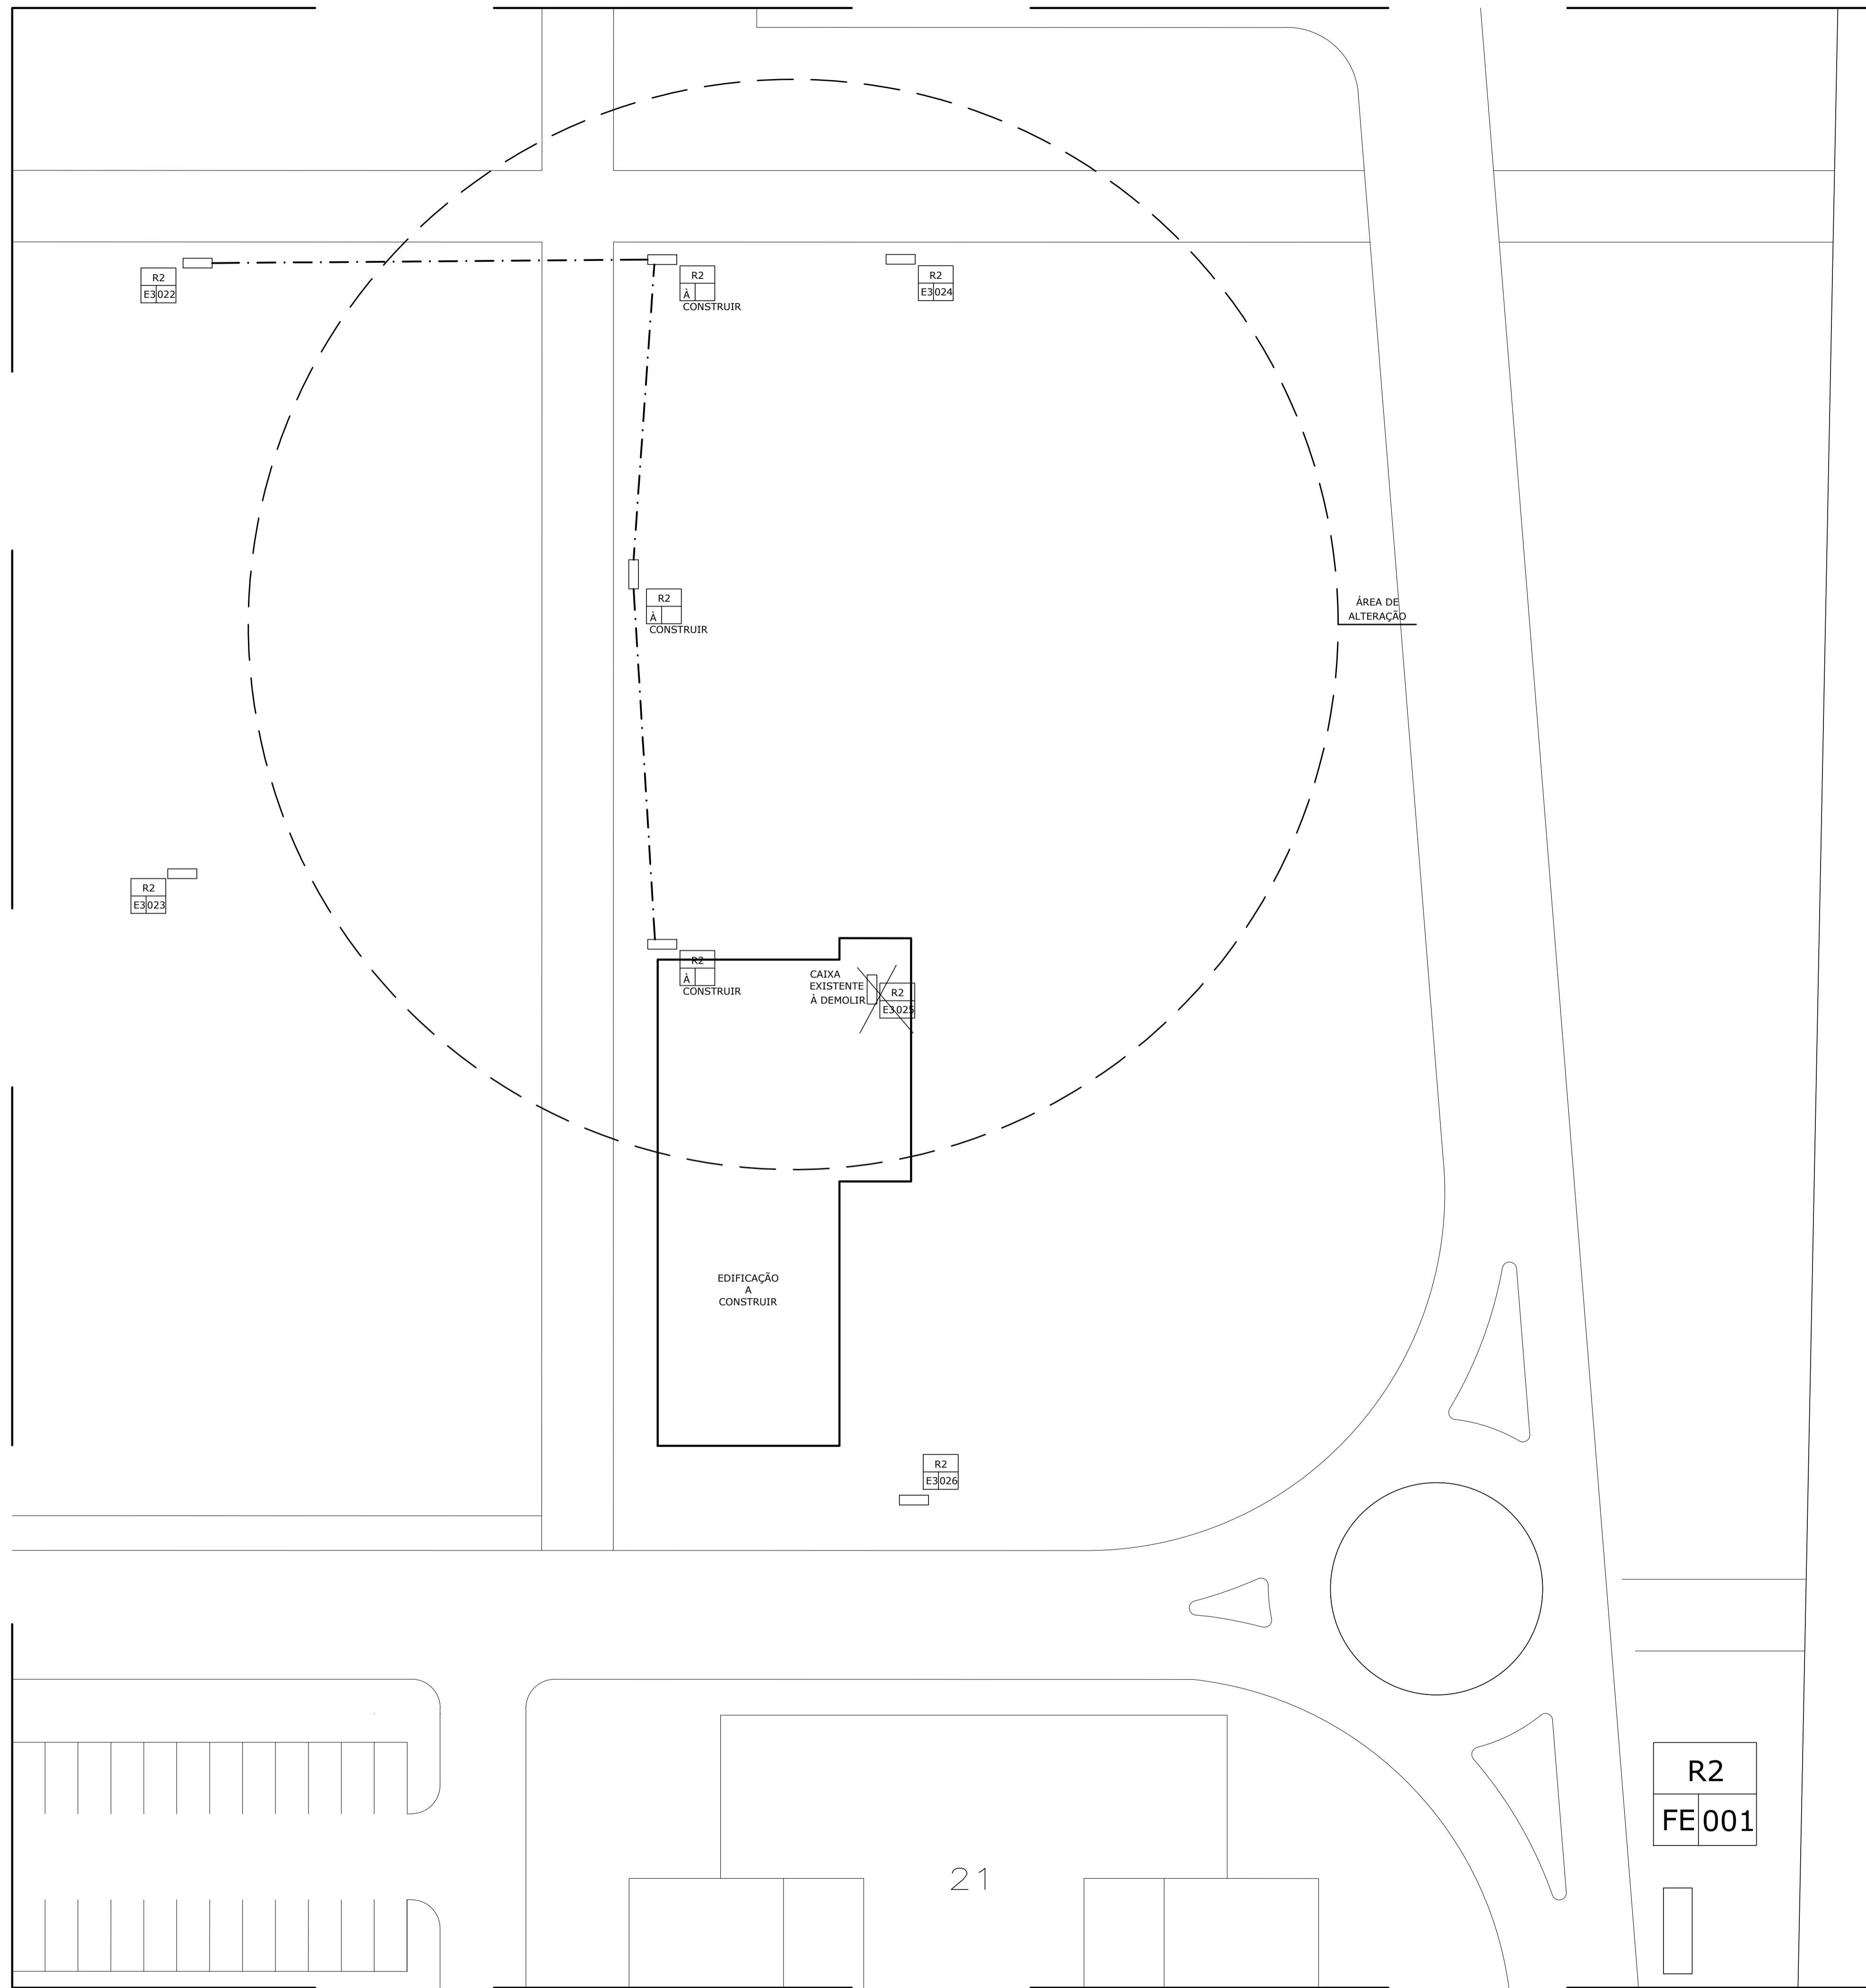 R2
E3 022
R2
À
CONSTRUIR
R2
E3 024
R2
À
CONSTRUIR
ÁREA DE
ALTERAÇÃO
R2
E3 023
R2
À
CONSTRUIR
CAIXA
EXISTENTE
À DEMOLIR
R2
E3 025
EDIFICAÇÃO
A
CONSTRUIR
R2
E3 026
R2
FE 001
21